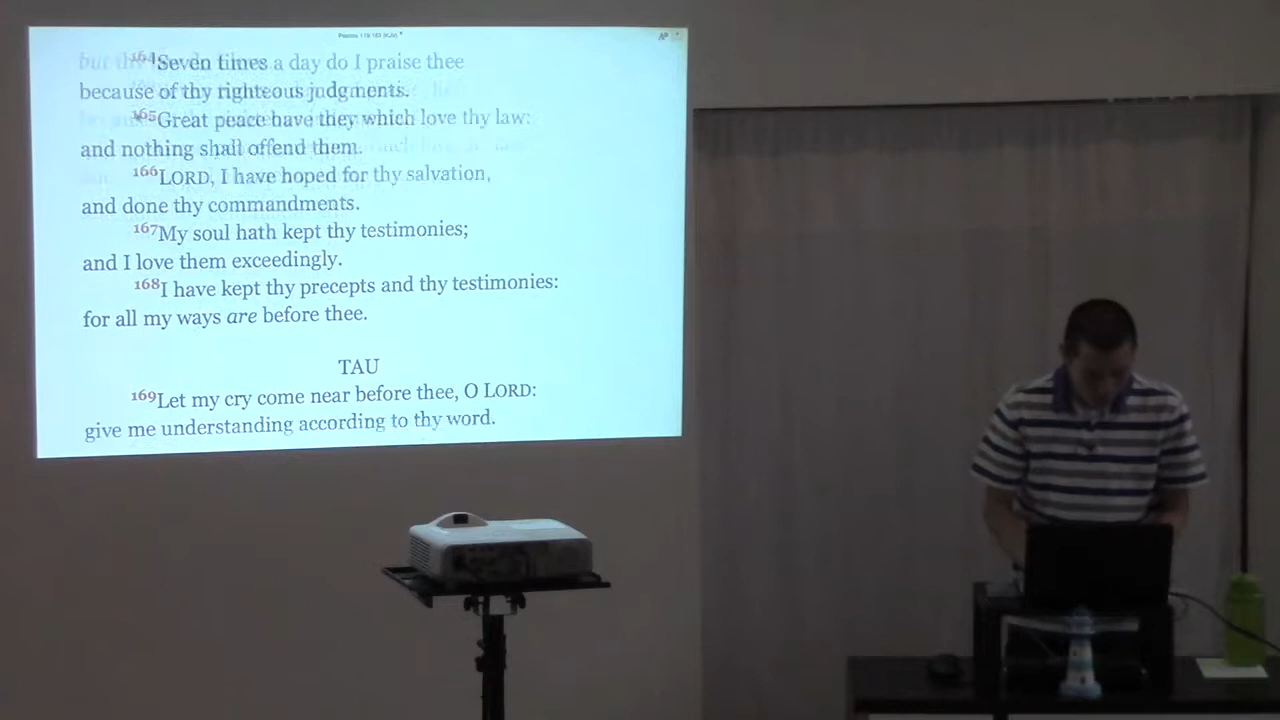 164Seven times a day do I praise thee
because of thy righteous judgments.
165Great peace have they which love thy law:
and nothing shall offend them.
166LORD, I have hoped for thy salvation,
and done thy commandments.
167My soul hath kept thy testimonies;
and I love them exceedingly.
168I have kept thy precepts and thy testimonies:
for all my ways are before thee.
TAU
169Let my cry come near before thee, O LORD:
give me understanding according to thy word.